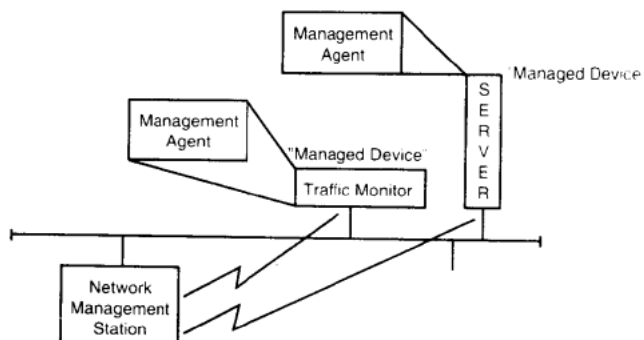 Management
Agent
"Managed Device
S
E
R
V
E
R
Management
Agent
"Managed Device"
Traffic Monitor
Network
Management
Station